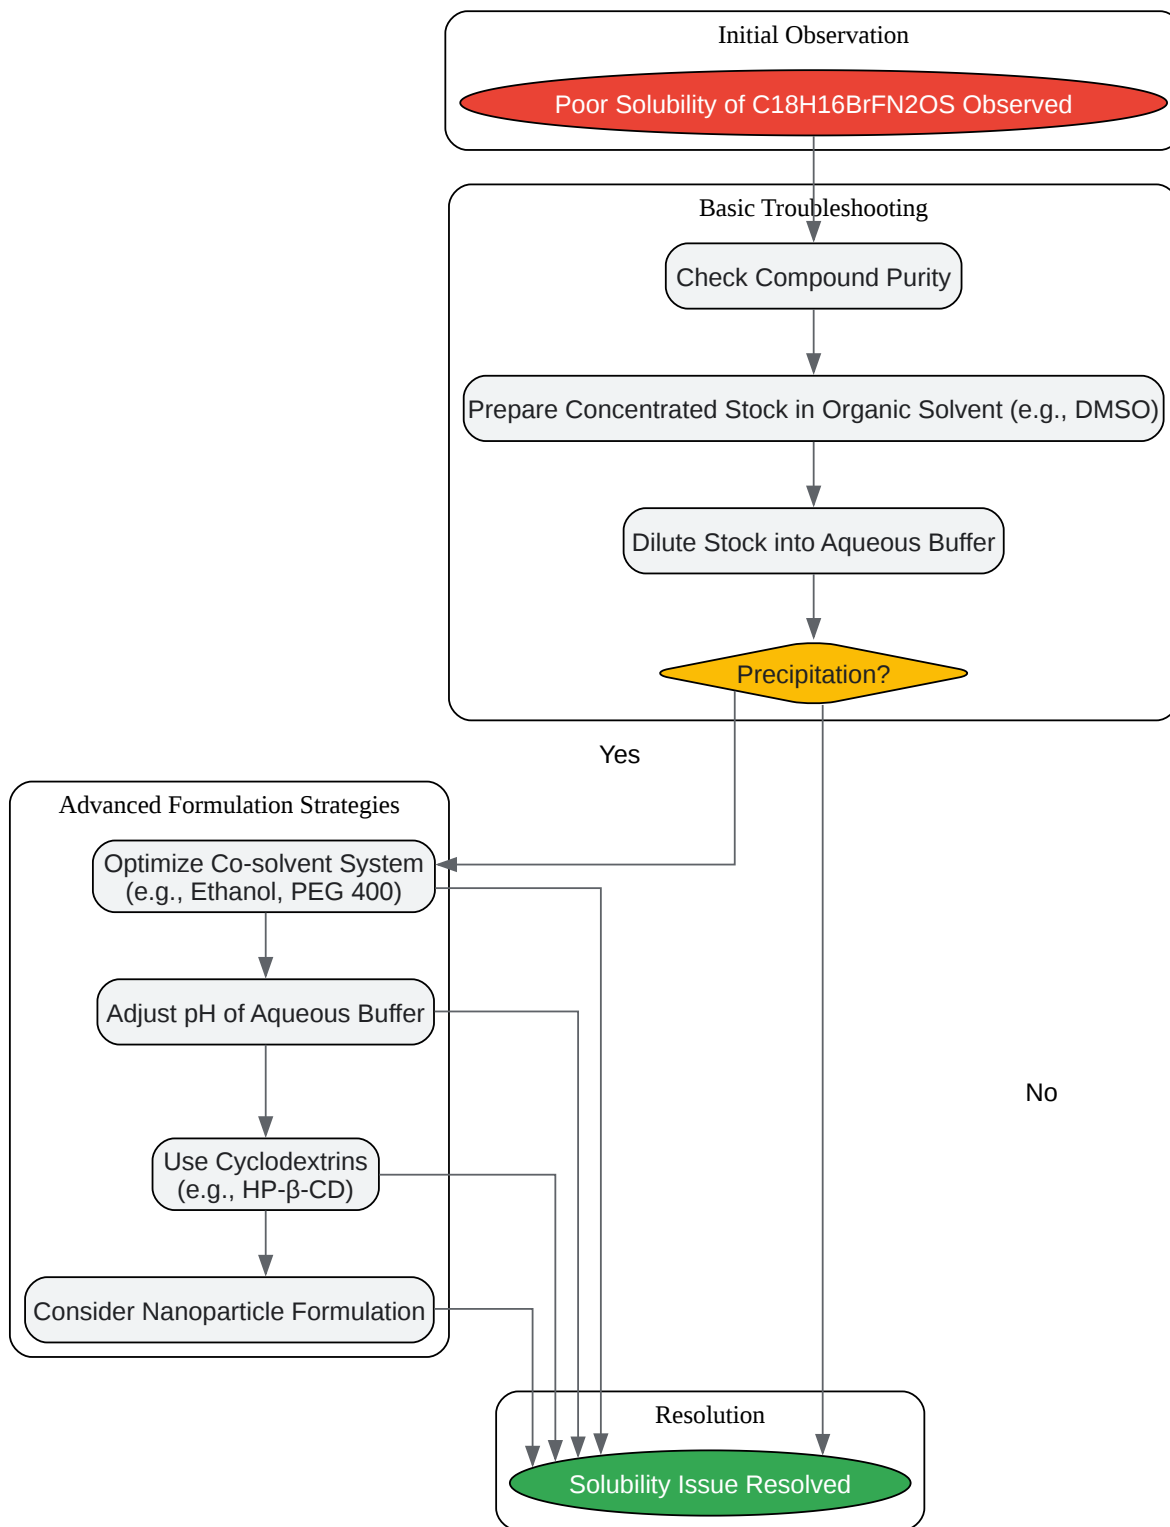 Initial Observation
Poor Solubility of C18H16BrFN2OS Observed
Basic Troubleshooting
Check Compound Purity
Prepare Concentrated Stock in Organic Solvent (e.g., DMSO)
Dilute Stock into Aqueous Buffer
Precipitation?
Yes
Advanced Formulation Strategies
Optimize Co-solvent System
(e.g., Ethanol, PEG 400)
Adjust pH of Aqueous Buffer
No
Use Cyclodextrins
(e.g., HP-β-CD)
Consider Nanoparticle Formulation
Resolution
Solubility Issue Resolved